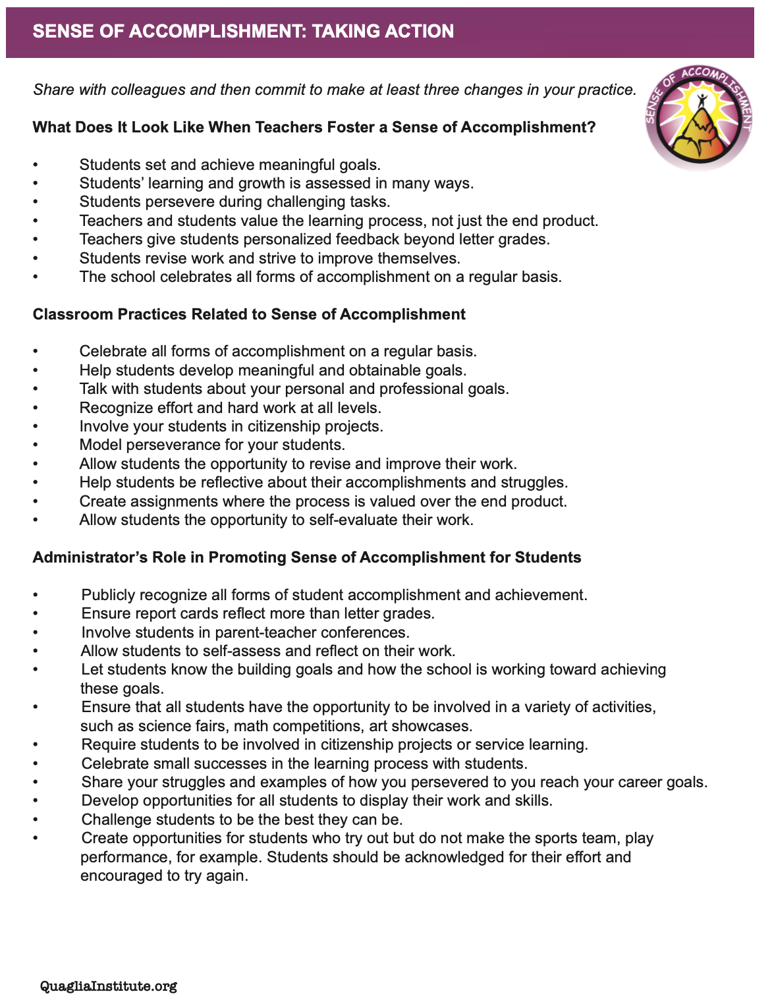 SENSE OF ACCOMPLISHMENT: TAKING ACTION
Share with colleagues and then commit to make at least three changes in your practice.
SENSE OF ACCOMPLISHMENT
What Does It Look Like When Teachers Foster a Sense of Accomplishment?
• Students set and achieve meaningful goals.
• Students’ learning and growth is assessed in many ways.
• Students persevere during challenging tasks.
• Teachers and students value the learning process, not just the end product.
• Teachers give students personalized feedback beyond letter grades.
• Students revise work and strive to improve themselves.
• The school celebrates all forms of accomplishment on a regular basis.
Classroom Practices Related to Sense of Accomplishment
• Celebrate all forms of accomplishment on a regular basis.
• Help students develop meaningful and obtainable goals.
• Talk with students about your personal and professional goals.
• Recognize effort and hard work at all levels.
• Involve your students in citizenship projects.
• Model perseverance for your students.
• Allow students the opportunity to revise and improve their work.
• Help students be reflective about their accomplishments and struggles.
• Create assignments where the process is valued over the end product.
• Allow students the opportunity to self-evaluate their work.
Administrator’s Role in Promoting Sense of Accomplishment for Students
• Publicly recognize all forms of student accomplishment and achievement.
• Ensure report cards reflect more than letter grades.
• Involve students in parent-teacher conferences.
• Allow students to self-assess and reflect on their work.
• Let students know the building goals and how the school is working toward achieving
these goals.
• Ensure that all students have the opportunity to be involved in a variety of activities,
such as science fairs, math competitions, art showcases.
• Require students to be involved in citizenship projects or service learning.
• Celebrate small successes in the learning process with students.
• Share your struggles and examples of how you persevered to you reach your career goals.
• Develop opportunities for all students to display their work and skills.
• Challenge students to be the best they can be.
• Create opportunities for students who try out but do not make the sports team, play
performance, for example. Students should be acknowledged for their effort and
encouraged to try again.
QuagliaInstitute.org